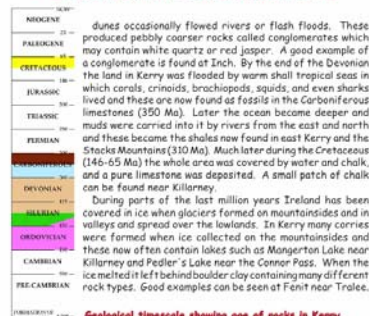 NEOGENE
PALEOGENE
CRETACEOUS
JURASSIC
TRIASSIC
PERMIAN
CARBONIFEROUS
DEVONIAN
SILURIAN
ORDOVICIAN
CAMBRIAN
PRE-CAMBRIAN
dunes occasionally flowed rivers or flash floods. These
produced pebbly coarser rocks called conglomerates which
may contain white quartz or red jasper. A good example of
a conglomerate is found at Inch. By the end of the Devonian
the land in Kerry was flooded by warm shall tropical seas in
which corals, crinoids, brachiopods, squids, and even sharks
lived and these are now found as fossils in the Carboniferous
limestones (350 Ma). Later the ocean became deeper and
muds were carried into it by rivers from the east and north
and these became the shales now found in east Kerry and the
Stacks Mountains (310 Ma). Much later during the Cretaceous
(146-65 Ma) the whole area was covered by water and chalk,
and a pure limestone was deposited. A small patch of chalk
can be found near Killarney.
During parts of the last million years Ireland has been
covered in ice when glaciers formed on mountainsides and in
valleys and spread over the lowlands. In Kerry many corries
were formed when ice collected on the mountainsides and
these now often contain lakes such as Mangerton Lake near
Killarney and Pedler's Lake near the Connor Pass. When the
ice melted it left behind boulder clay containing many different
rock types. Good examples can be seen at Fenit near Tralee.
Geological timescale showing age of rocks in Kerry